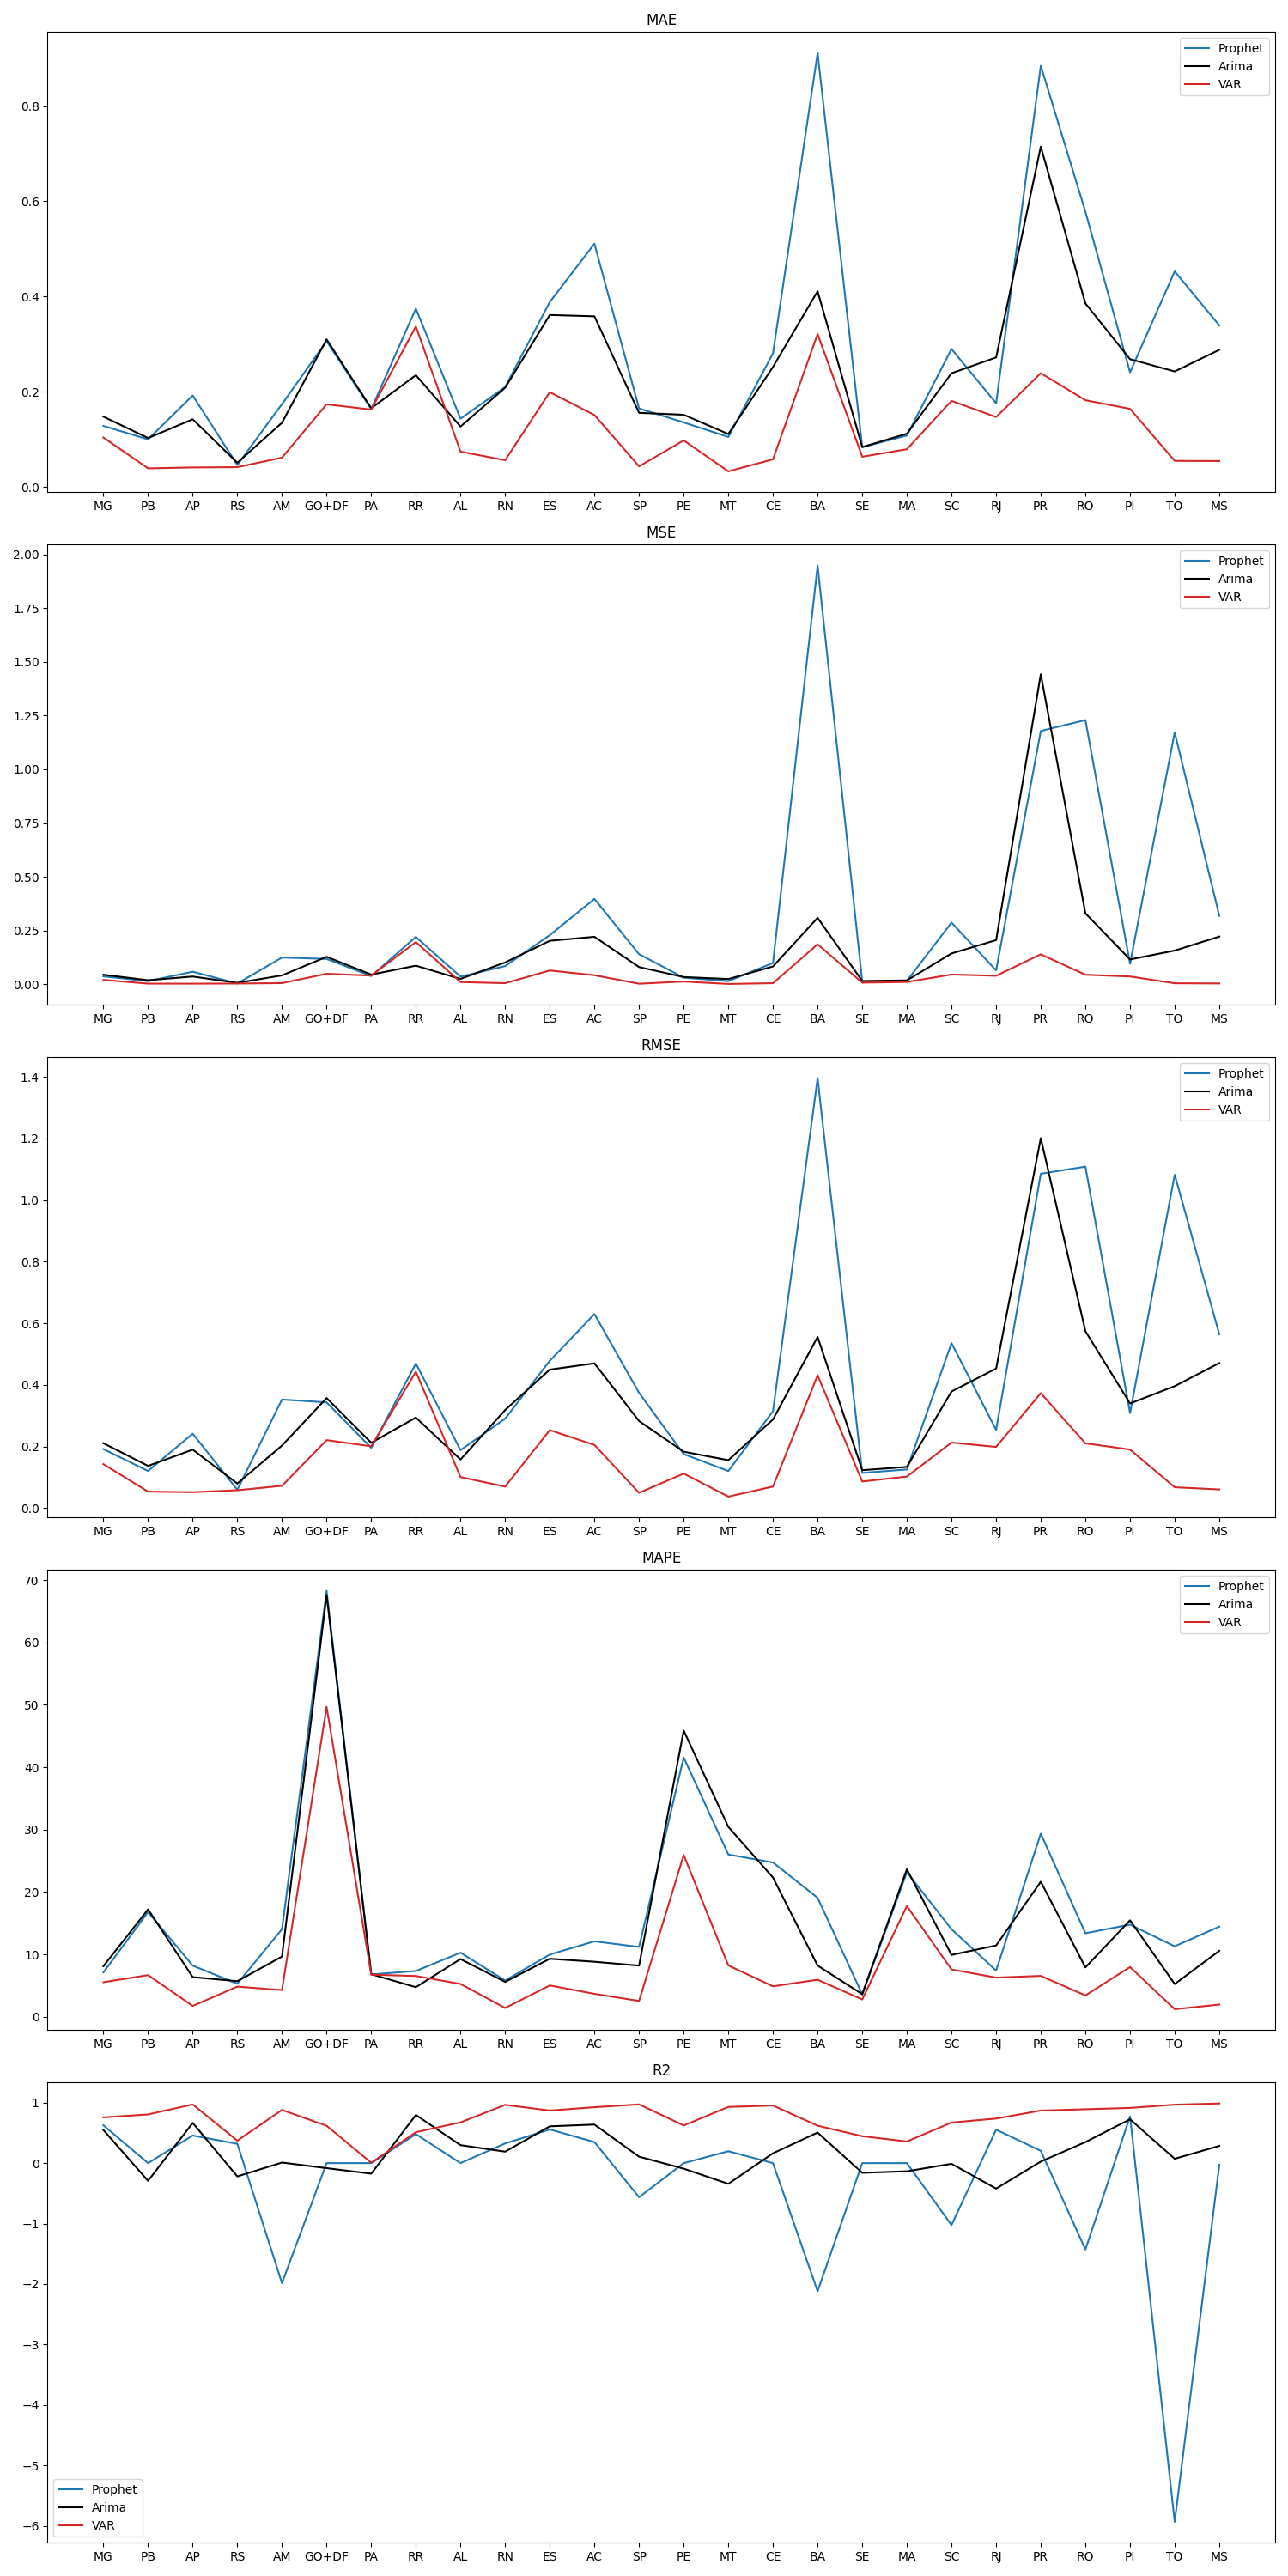 MAE
Prophet
Arima
VAR
0.8
0.6
0.4
0.2
0.0
MG PB AP RS AM GO+DF PA RR AL RN ES AC SP PE MT CE BA SE MA SC RJ PR RO PI TO MS
MSE
Prophet
Arima
VAR
2.00
1.75
1.50
1.25
1.00
0.75
0.50
0.25
0.00
MG PB AP RS AM GO+DF PA RR AL RN ES AC SP PE MT CE BA SE MA SC RJ PR RO PI TO MS
RMSE
Prophet
Arima
VAR
1.4
1.2
1.0
0.8
0.6
0.4
0.2
0.0
MG PB AP RS AM GO+DF PA RR AL RN ES AC SP PE MT CE BA SE MA SC RJ PR RO PI TO MS
MAPE
Prophet
Arima
VAR
70
60
50
40
30
20
10
0
MG PB AP RS AM GO+DF PA RR AL RN ES AC SP PE MT CE BA SE MA SC RJ PR RO PI TO MS
R2
1
0
−1
−2
−3
−4
−5
−6
Prophet
Arima
VAR
MG PB AP RS AM GO+DF PA RR AL RN ES AC SP PE MT CE BA SE MA SC RJ PR RO PI TO MS